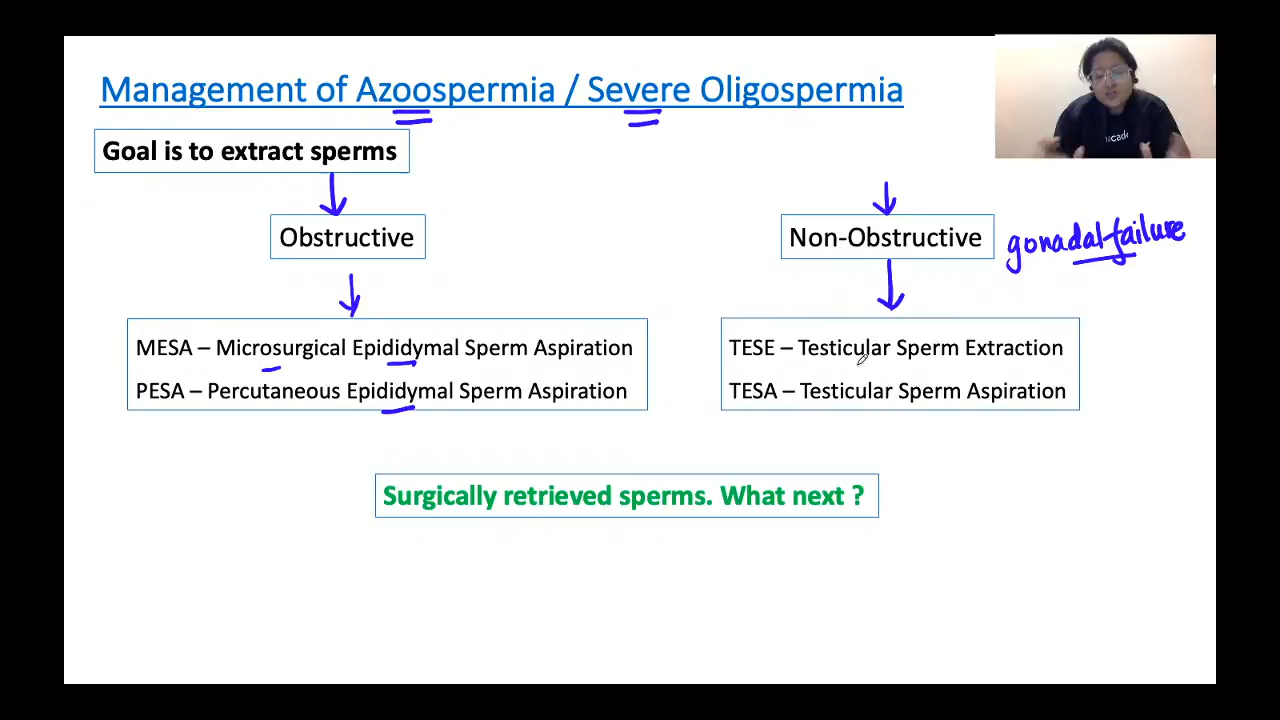 Management of Azoospermia / Severe Oligospermia
Goal is to extract sperms
Obstructive
Non-Obstructive
gonadal failure
MESA – Microsurgical Epididymal Sperm Aspiration
PESA – Percutaneous Epididymal Sperm Aspiration
TESE – Testicular Sperm Extraction
TESA – Testicular Sperm Aspiration
Surgically retrieved sperms. What next ?